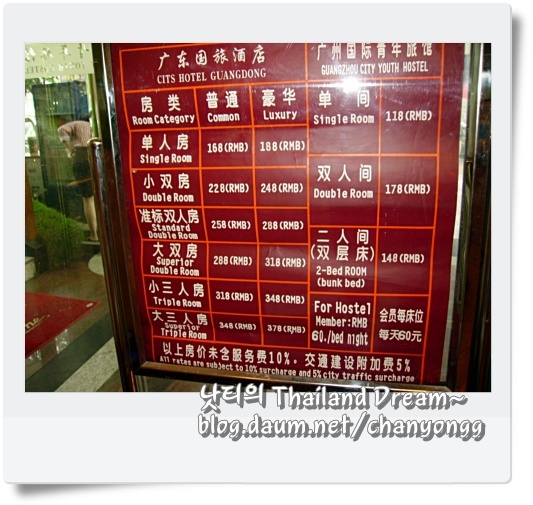 广东国旅酒店
CITS HOTEL GUANGDONG
房类 普通 豪华
Room Category Common Luxury
单人房 168(RMB) 188(RMB)
Single Room
小双房 228(RMB) 248(RMB)
Double Room
准标双人房 258(RMB) 288(RMB)
Standard
Double Room
大双房 288(RMB) 318(RMB)
Superior
Double Room
小三人房 318(RMB) 348(RMB)
Triple Room
大三人房 348(RMB) 378(RMB)
Superior
Triple Room
广州国际青年旅馆
GUANGZHOU CITY YOUTH HOSTEL
单间 118(RMB)
Single Room
双人间 178(RMB)
Double Room
二人间
(双层床) 148(RMB)
2-Bed ROOM
(bunk bed)
For Hostel
Member:RMB
60./bed night
会员每床位
每天60元
以上房价未含服务费10%,交通建设附加费5%
All rates are subject to 10% surcharge and 5% city traffic surcharge
낫티의 Thailand Dream~
blog.daum.net/chanyongg